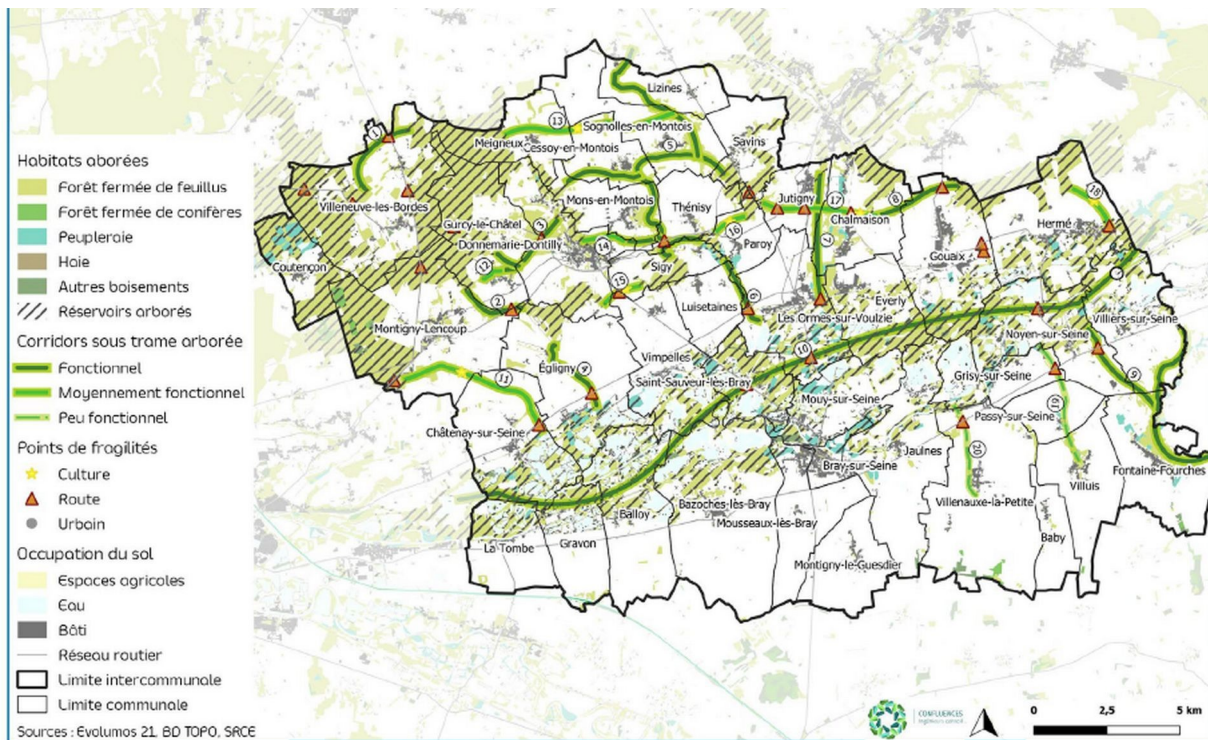 Habitats aborées
Forêt fermée de feuillus
Forêt fermée de conifères
Peupleraie
Haie
Autres boisements
Réservoirs arborés
Corridors sous trame arborée
Fonctionnel
Moyennement fonctionnel
Peu fonctionnel
Points de fragilités
Culture
Route
Urbain
Occupation du sol
Espaces agricoles
Eau
Bâti
Réseau routier
Limite intercommunale
Limite communale
Sources : Evolumos 21, BD TOPO, SRCE
Lizines
1
13
Sognolles-en-Montois
Meigneux
Cessoy-en-Montois
5
Savins
18
Villeneuve-les-Bordes
Mons-en-Montois
Thénisy
Jutigny
17
8
Chalmaison
Hermé
Gurcy-le-Châtel
3
Donnemarie-Dontilly
14
16
Paroy
7
Gouaix
Coutençon
12
Sigy
15
2
Luisetaines
6
Everly
Les Ormes-sur-Voulzie
Villiers-sur-Seine
Montigny-Lencoup
Noyen-sur-Seine
Vimpelles
10
Égligny
4
11
Saint-Sauveur-lès-Bray
Grisy-sur-Seine
9
Mouy-sur-Seine
19
Passy-sur-Seine
Châtenay-sur-Seine
20
Jaulnes
Bray-sur-Seine
Fontaine-Fourches
Villuis
Villenauxe-la-Petite
Balloy
Bazoches-lès-Bray
Mousseaux-lès-Bray
Baby
La Tombe
Gravon
Montigny-le-Guesdier
CONFLUENCES
0
2,5
5 km